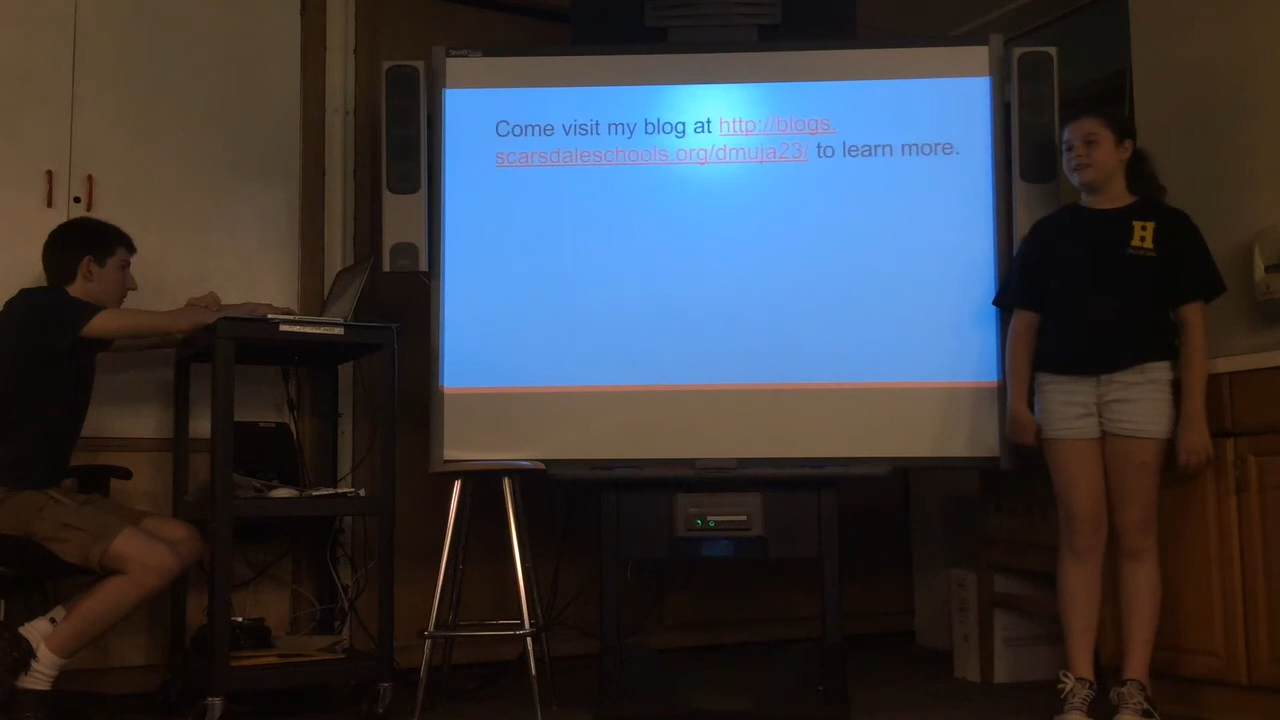 Come visit my blog at http://blogs.
scarsdaleschools.org/dmuja23/ to learn more.
H